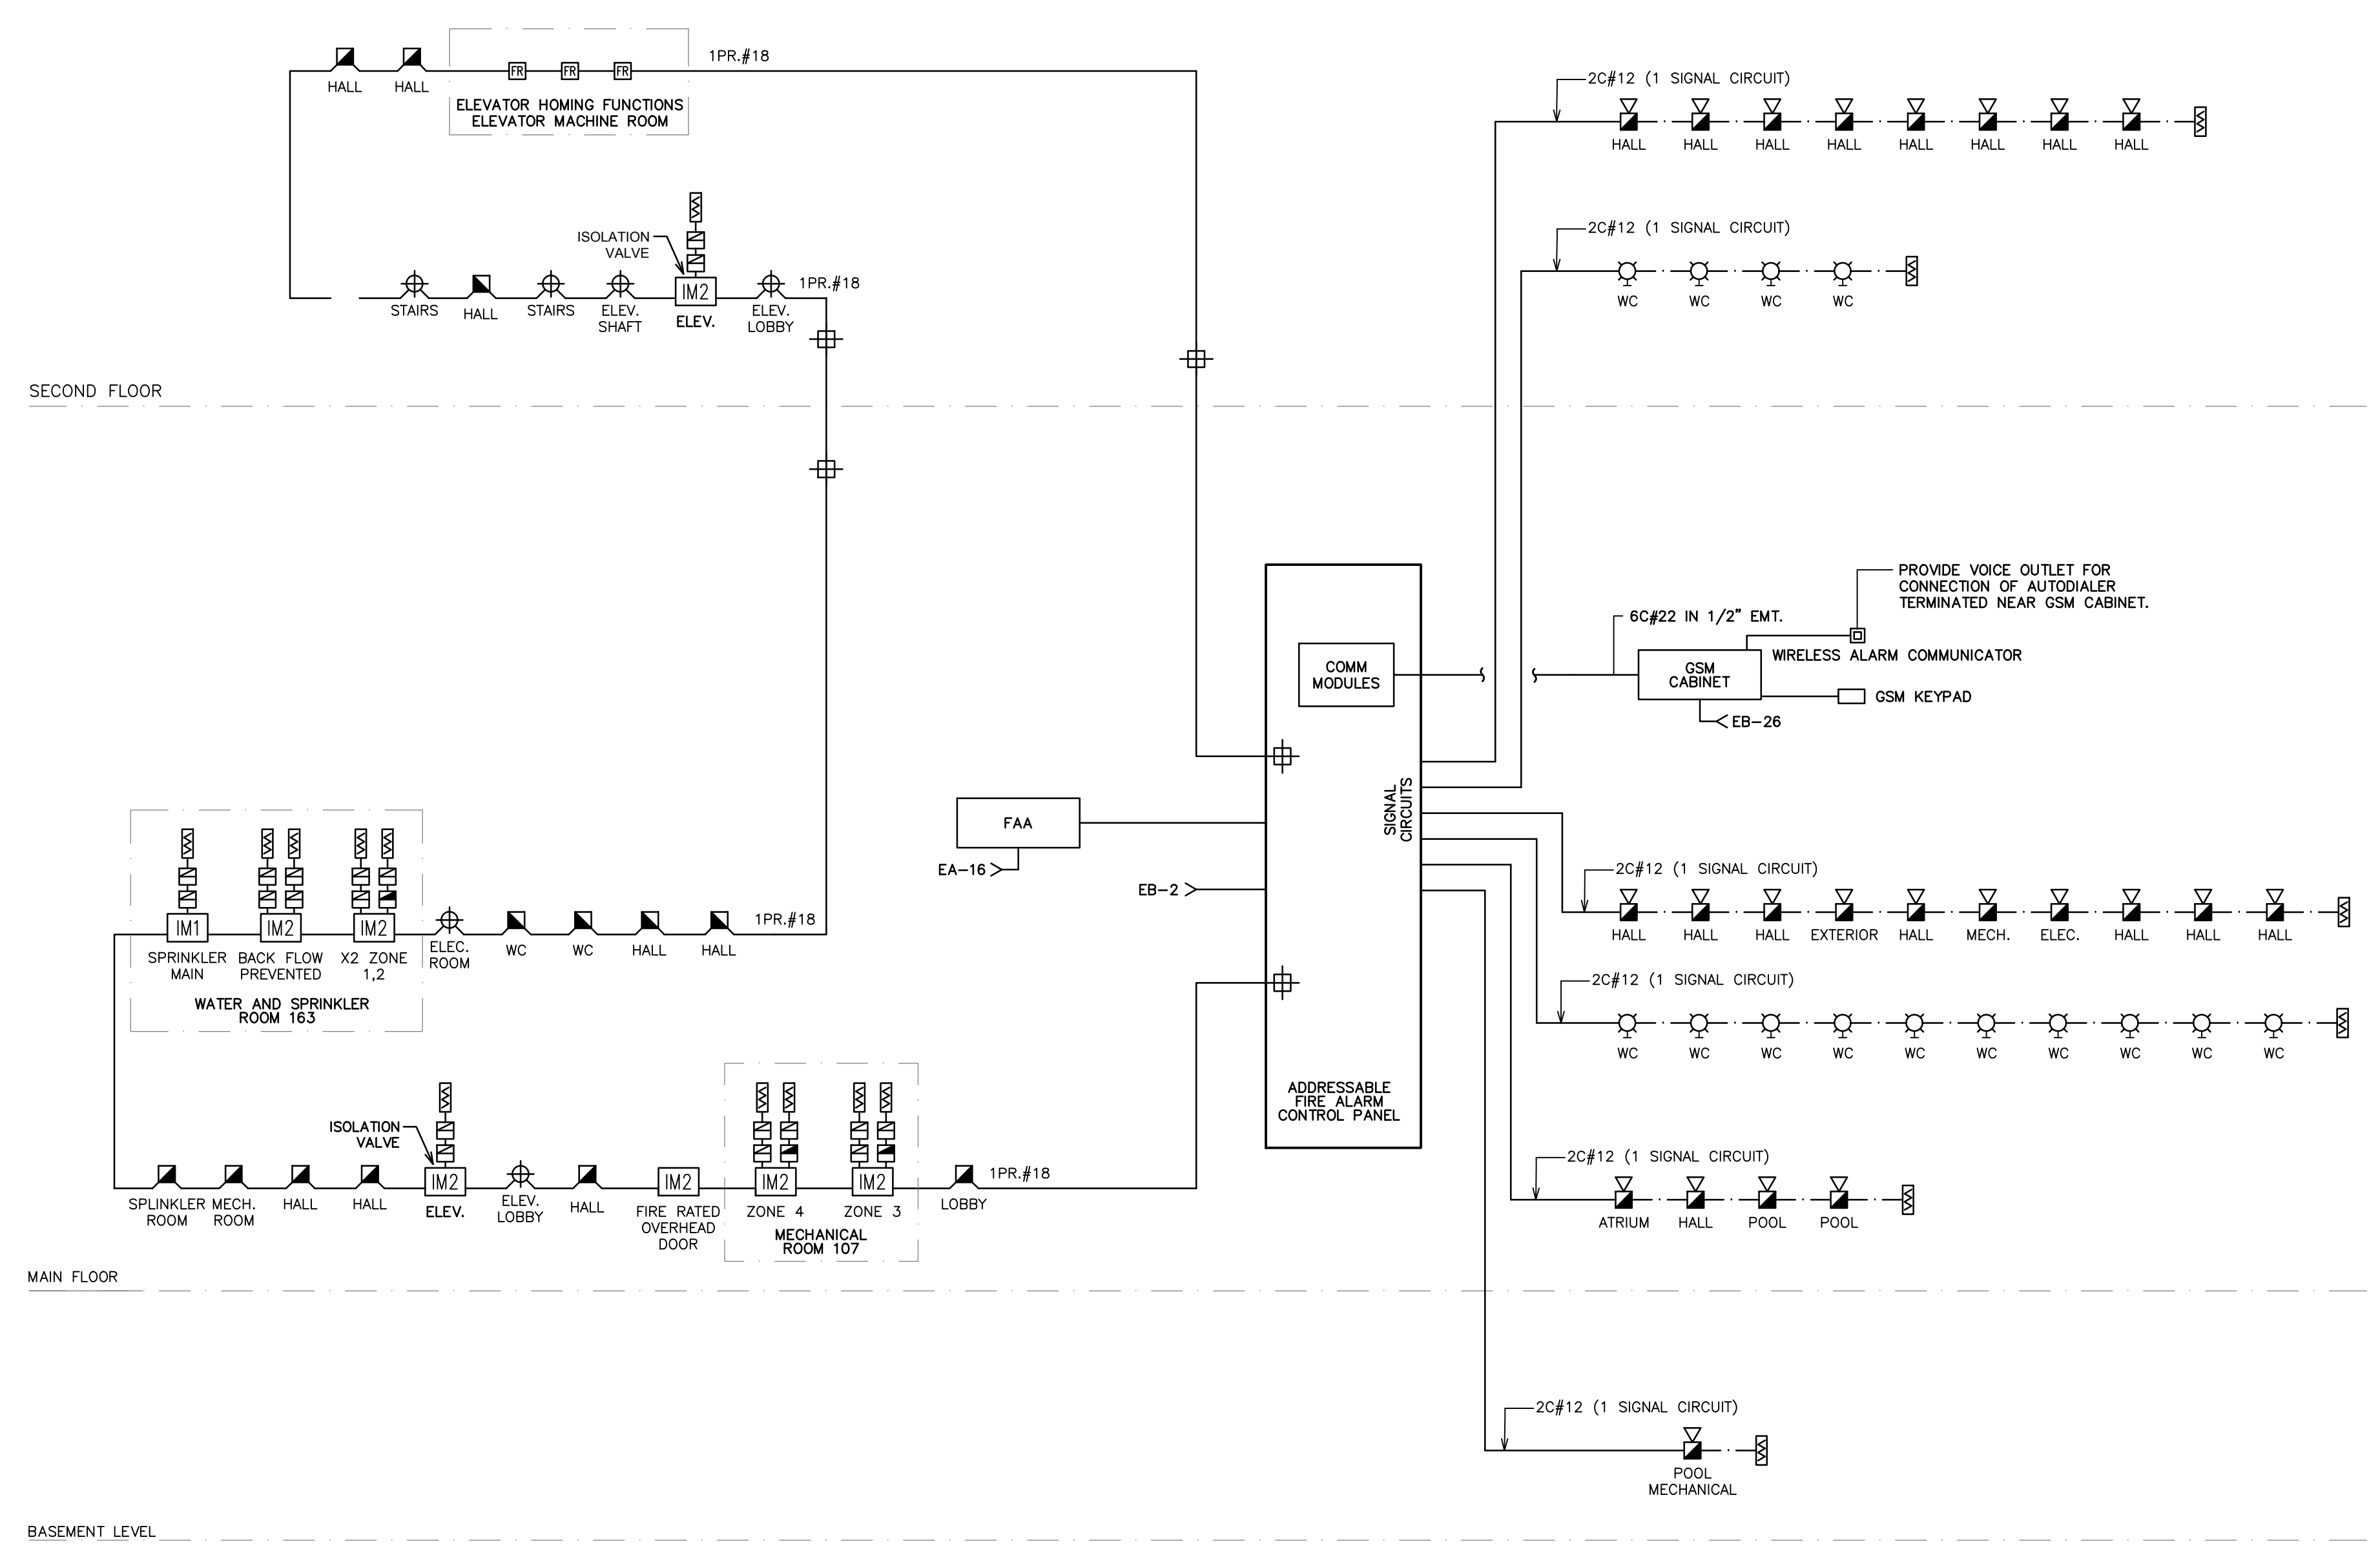 1PR.#18
FR FR FR
HALL HALL
ELEVATOR HOMING FUNCTIONS
ELEVATOR MACHINE ROOM
ISOLATION
VALVE
1PR.#18
IM2
STAIRS HALL STAIRS ELEV. ELEV. ELEV.
SHAFT LOBBY
SECOND FLOOR
2C#12 (1 SIGNAL CIRCUIT)
HALL HALL HALL HALL HALL HALL HALL HALL
2C#12 (1 SIGNAL CIRCUIT)
WC WC WC WC
PROVIDE VOICE OUTLET FOR
CONNECTION OF AUTODIALER
TERMINATED NEAR GSM CABINET.
6C#22 IN 1/2" EMT.
WIRELESS ALARM COMMUNICATOR
COMM
MODULES
GSM
CABINET
GSM KEYPAD
EB-26
SIGNAL
CIRCUITS
FAA
EA-16
EB-2
ADDRESSABLE
FIRE ALARM
CONTROL PANEL
1PR.#18
IM1 IM2 IM2
SPRINKLER BACK FLOW X2 ZONE
MAIN PREVENTED 1,2
ELEC.
ROOM
WC WC HALL HALL
WATER AND SPRINKLER
ROOM 163
2C#12 (1 SIGNAL CIRCUIT)
HALL HALL HALL EXTERIOR HALL MECH. ELEC. HALL HALL HALL
2C#12 (1 SIGNAL CIRCUIT)
WC WC WC WC WC WC WC WC WC WC
ISOLATION
VALVE
1PR.#18
IM2 IM2 IM2 IM2
SPLINKLER MECH. HALL HALL ELEV. ELEV. HALL FIRE RATED ZONE 4 ZONE 3 LOBBY
ROOM ROOM LOBBY OVERHEAD
DOOR
MECHANICAL
ROOM 107
2C#12 (1 SIGNAL CIRCUIT)
ATRIUM HALL POOL POOL
MAIN FLOOR
2C#12 (1 SIGNAL CIRCUIT)
POOL
MECHANICAL
BASEMENT LEVEL